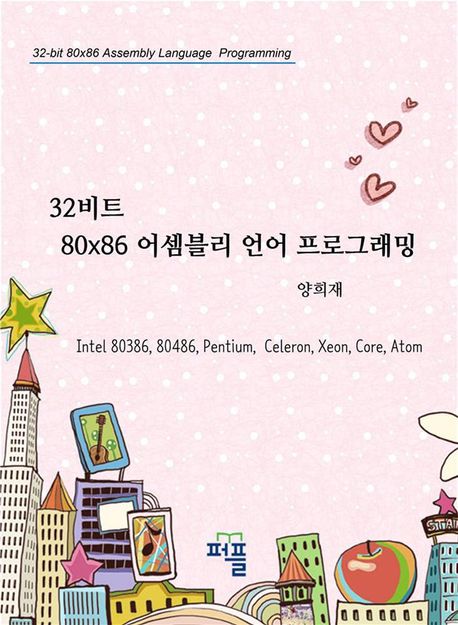 32-bit 80x86 Assembly Language Programming
32비트
80x86 어셈블리 언어 프로그래밍
양희재
Intel 80386, 80486, Pentium, Celeron, Xeon, Core, Atom
퍼플